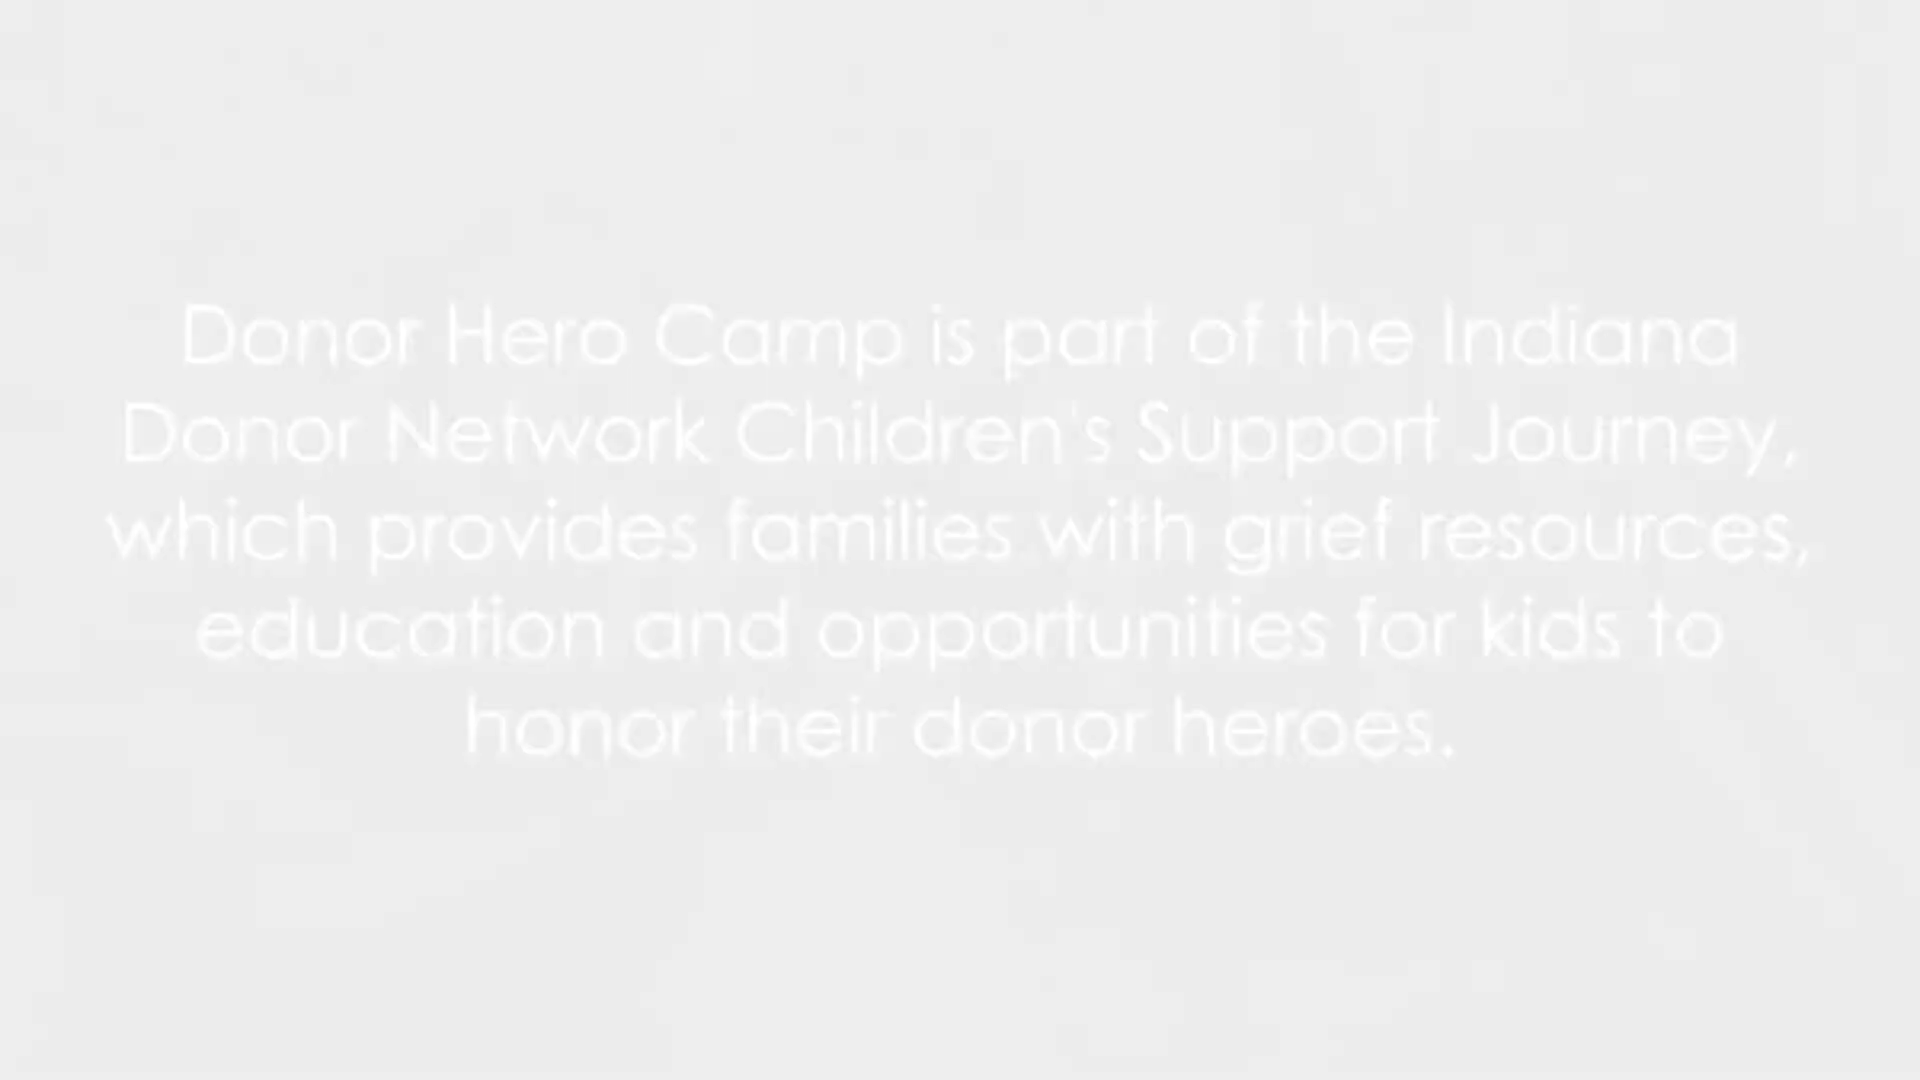 Donor Hero Camp is part of the Indiana
Donor Network Children's Support Journey,
which provides families with grief resources,
education and opportunities for kids to
honor their donor heroes.